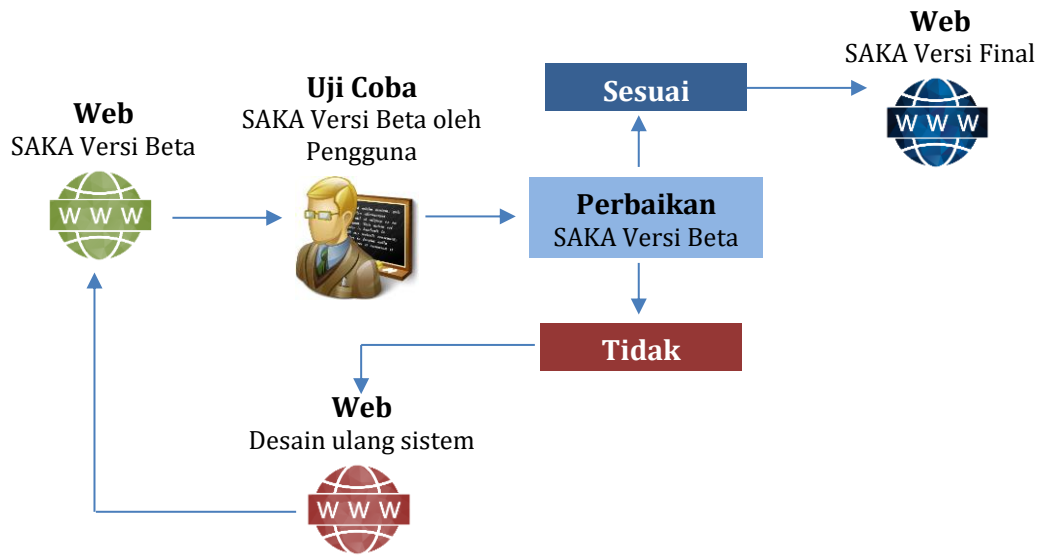 Web
SAKA Versi Beta
W W W
Uji Coba
SAKA Versi Beta oleh
Pengguna
Perbaikan
SAKA Versi Beta
Sesuai
Web
SAKA Versi Final
W W W
Tidak
Web
Desain ulang sistem
W W W